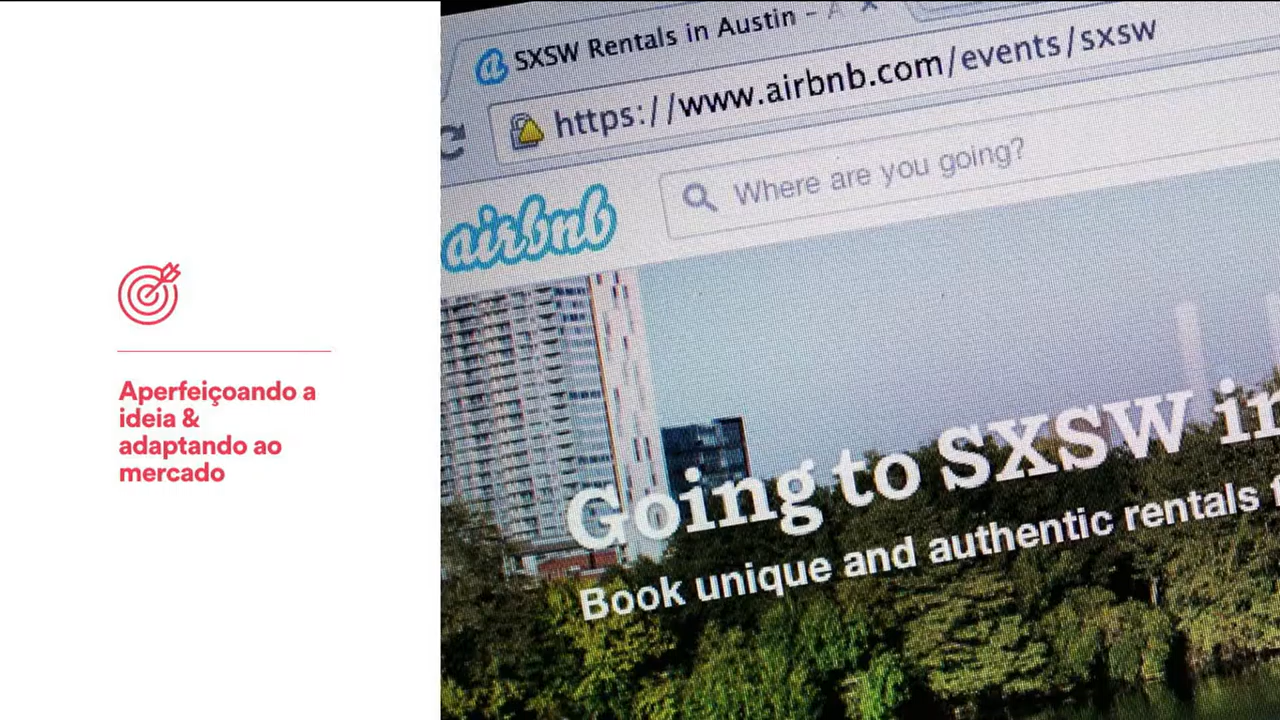 Aperfeiçoando a
ideia &
adaptando ao
mercado
SXSW Rentals in Austin –
https://www.airbnb.com/events/sxsw
airbnb
Where are you going?
Going to SXSW in
Book unique and authentic rentals